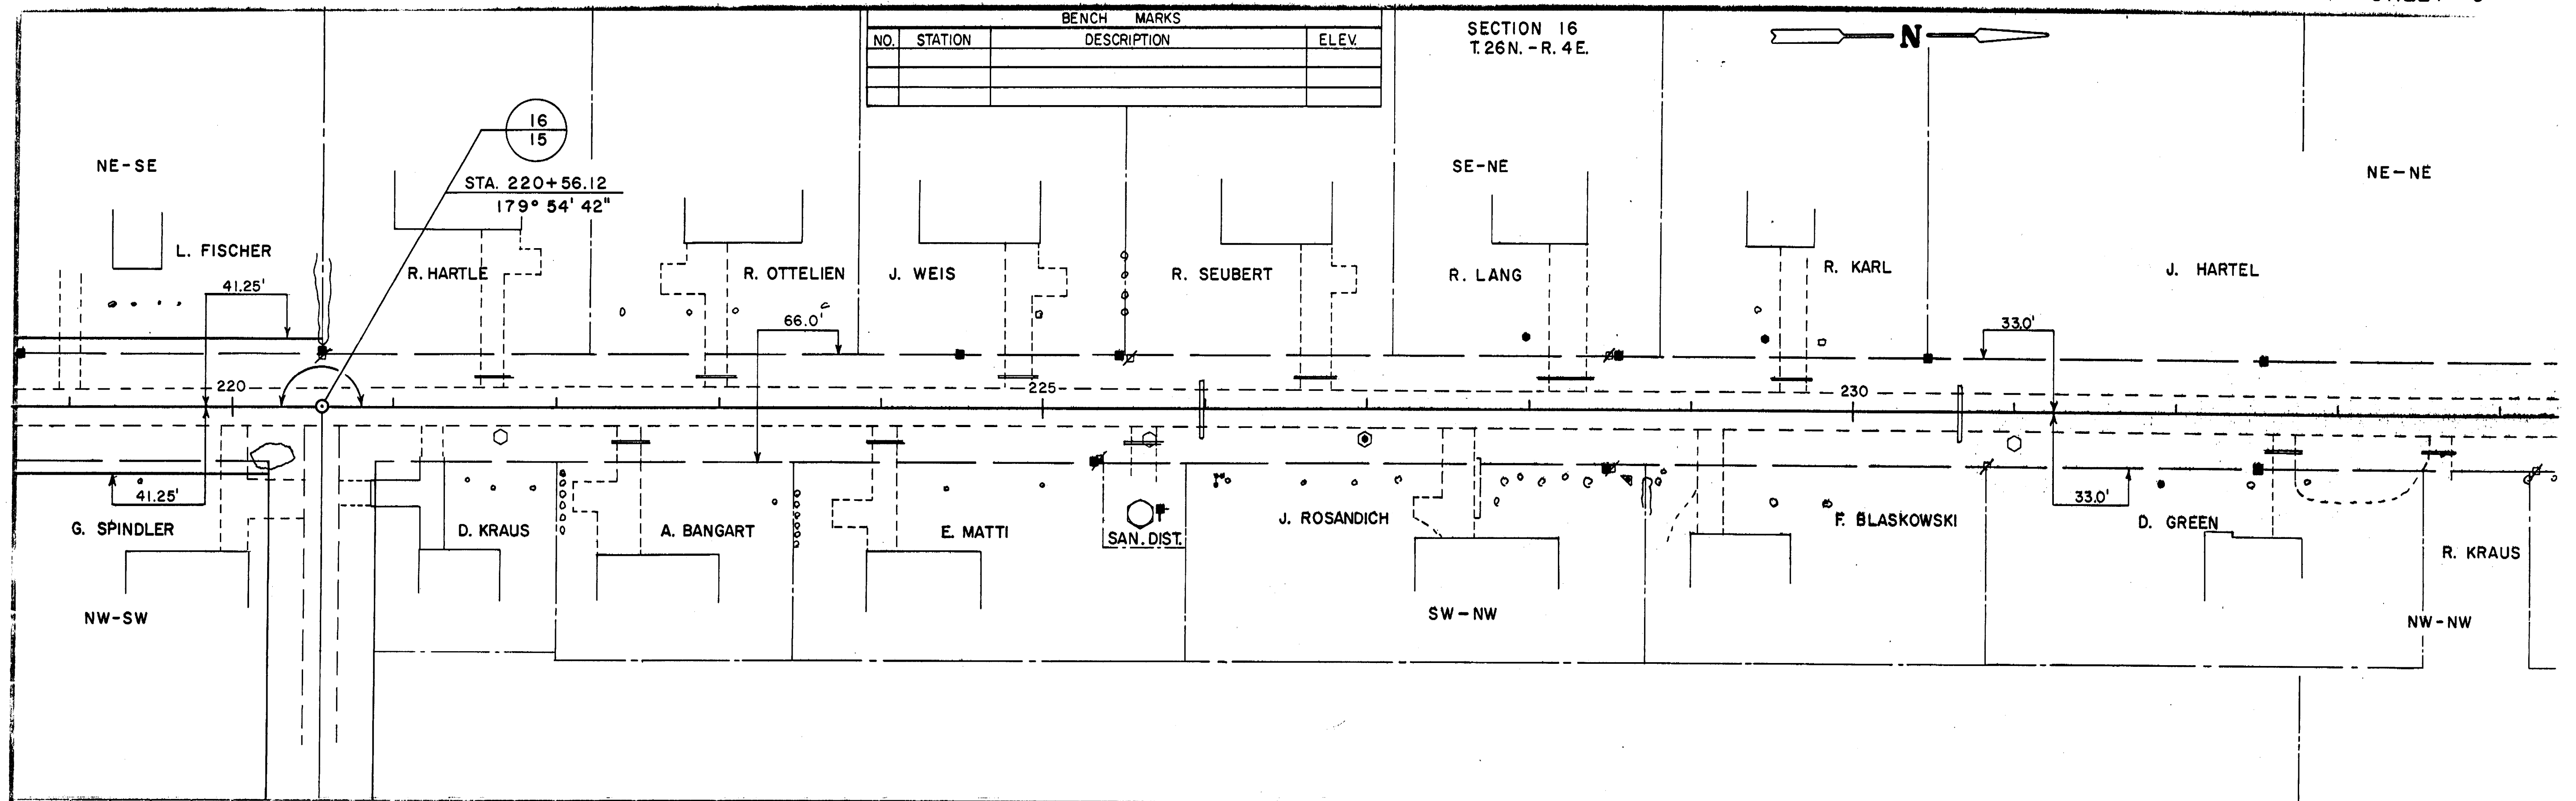 BENCH MARKS
NO. STATION DESCRIPTION ELEV.
SECTION 16
T. 26N. - R. 4E.
N
16
15
STA. 220+56.12
179° 54' 42"
NE-SE
SE-NE
NE-NE
L. FISCHER
R. HARTLE
R. OTTELIEN
J. WEIS
R. SEUBERT
R. LANG
R. KARL
J. HARTEL
41.25'
66.0'
33.0'
220
225
230
41.25'
33.0'
G. SPINDLER
D. KRAUS
A. BANGART
E. MATTI
SAN. DIST.
J. ROSANDICH
F. BLASKOWSKI
D. GREEN
R. KRAUS
NW-SW
SW-NW
NW-NW